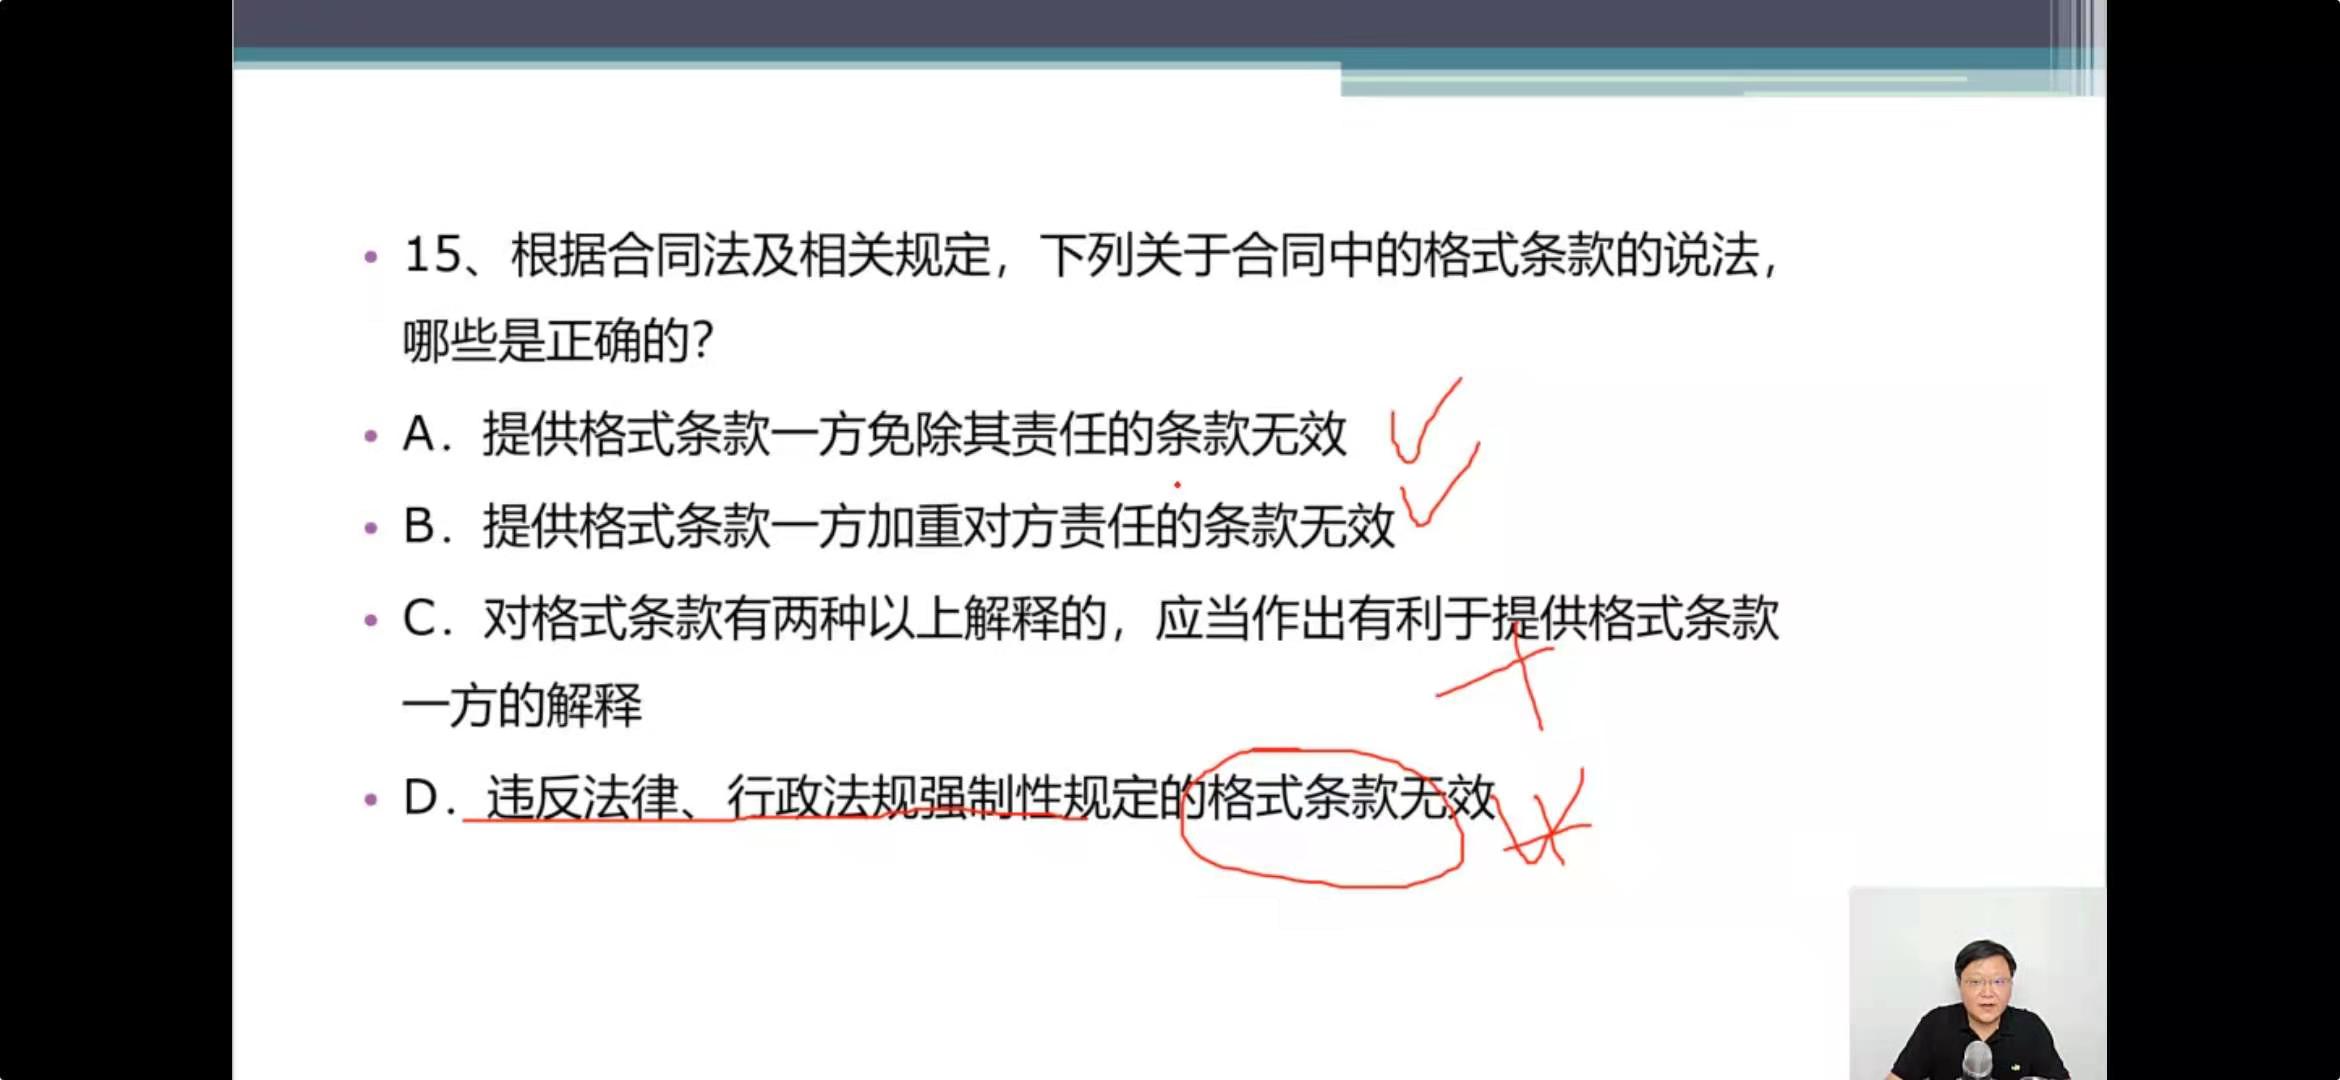 15、根据合同法及相关规定，下列关于合同中的格式条款的说法，
哪些是正确的？
A．提供格式条款一方免除其责任的条款无效
B．提供格式条款一方加重对方责任的条款无效
C．对格式条款有两种以上解释的，应当作出有利于提供格式条款
一方的解释
D．违反法律、行政法规强制性规定的格式条款无效